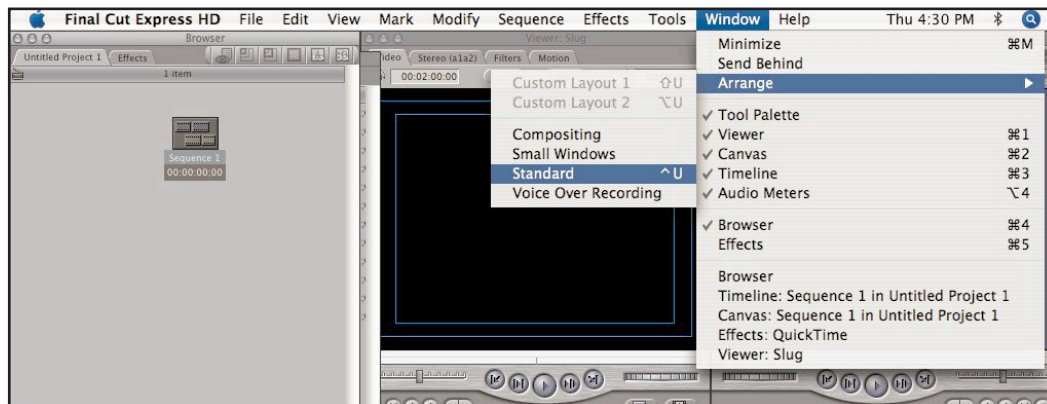 Final Cut Express HD File Edit View Mark Modify Sequence Effects Tools Window Help Thu 4:30 PM
Browser
Viewer: Slug
Untitled Project 1 Effects
Video Stereo (a1a2) Filters Motion
1 item
00:02:00:00
Sequence 1
00:00:00;00
Custom Layout 1 ⇧U
Custom Layout 2 ⌥U
Compositing
Small Windows
Standard ^U
Voice Over Recording
Minimize ⌘M
Send Behind
Arrange
✓ Tool Palette
✓ Viewer ⌘1
✓ Canvas ⌘2
✓ Timeline ⌘3
✓ Audio Meters ⌥4
✓ Browser ⌘4
Effects ⌘5
Browser
Timeline: Sequence 1 in Untitled Project 1
Canvas: Sequence 1 in Untitled Project 1
Effects: QuickTime
Viewer: Slug